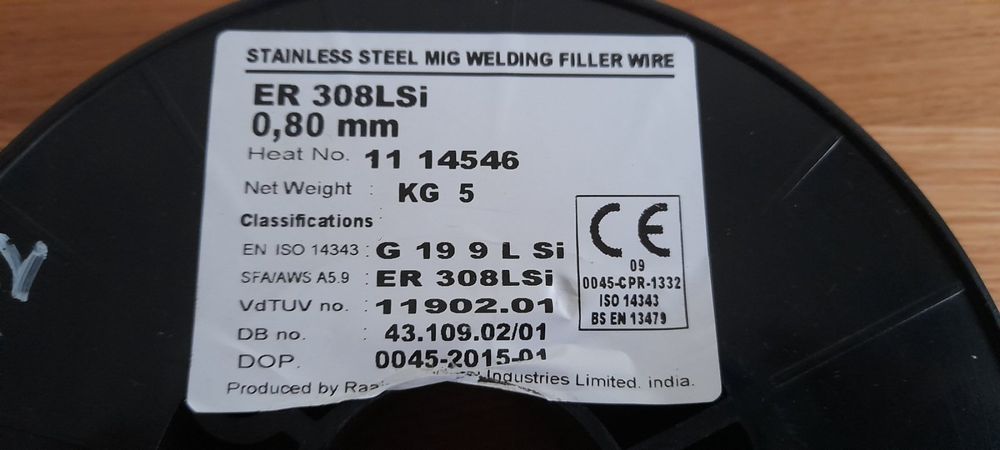 STAINLESS STEEL MIG WELDING FILLER WIRE
ER 308LSi
0,80 mm
Heat No. 11 14546
Net Weight : KG 5
Classifications
EN ISO 14343 : G 19 9 L Si
SFA/AWS A5.9 : ER 308LSi
VdTUV no. : 11902.01
DB no. : 43.109.02/01
DOP. 0045-2015-01
Produced by Industries Limited. india.
CE
09
0045-CPR-1332
ISO 14343
BS EN 13479
Y